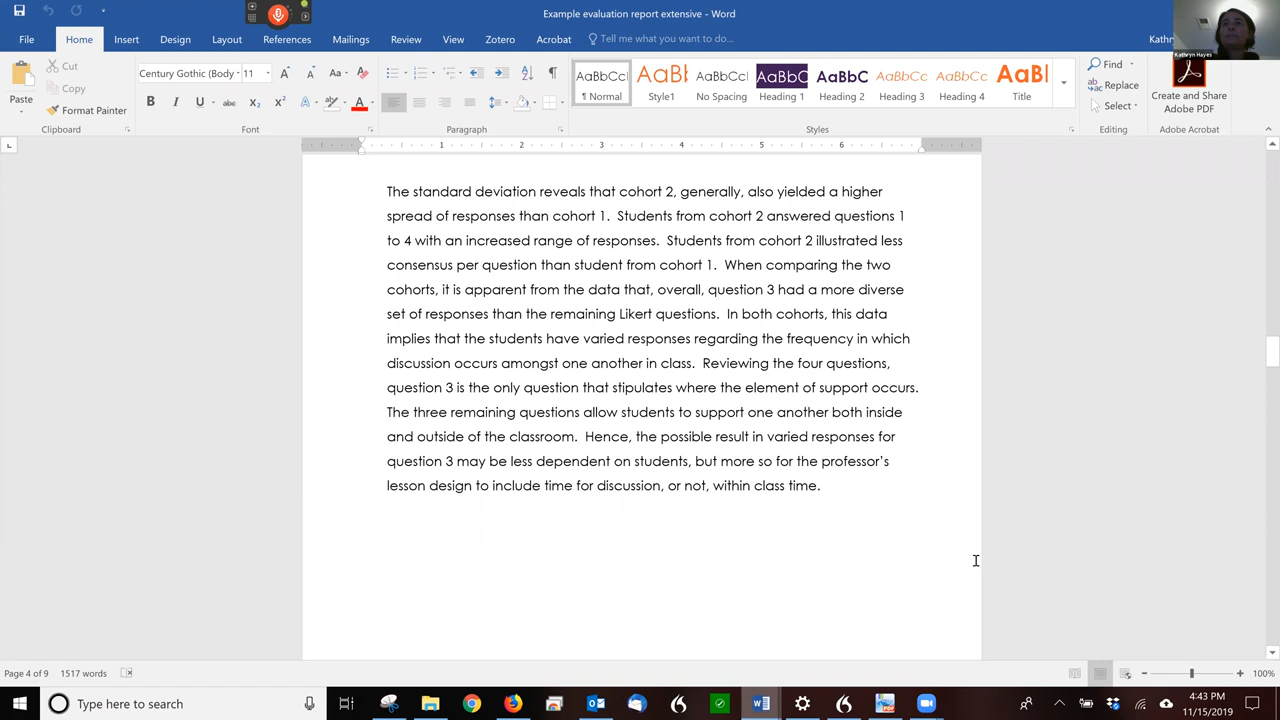 Example evaluation report extensive - Word
Kathryn Hayes
File Home Insert Design Layout References Mailings Review View Zotero Acrobat Tell me what you want to do...
Paste
Cut
Copy
Format Painter
Clipboard
Century Gothic (Body 11
Font
Paragraph
AaBbCcI AaBb AaBbCc AaBbC AaBbC AaBbCc AaBbCc AaBl
¶ Normal Style1 No Spacing Heading 1 Heading 2 Heading 3 Heading 4 Title
Styles
Find
Replace
Select
Editing
Create and Share
Adobe PDF
Adobe Acrobat
1 2 3 4 5 6
The standard deviation reveals that cohort 2, generally, also yielded a higher
spread of responses than cohort 1.  Students from cohort 2 answered questions 1
to 4 with an increased range of responses.  Students from cohort 2 illustrated less
consensus per question than student from cohort 1.  When comparing the two
cohorts, it is apparent from the data that, overall, question 3 had a more diverse
set of responses than the remaining Likert questions.  In both cohorts, this data
implies that the students have varied responses regarding the frequency in which
discussion occurs amongst one another in class.  Reviewing the four questions,
question 3 is the only question that stipulates where the element of support occurs.
The three remaining questions allow students to support one another both inside
and outside of the classroom.  Hence, the possible result in varied responses for
question 3 may be less dependent on students, but more so for the professor's
lesson design to include time for discussion, or not, within class time.
Page 4 of 9 1517 words
100%
Type here to search
4:43 PM
11/15/2019